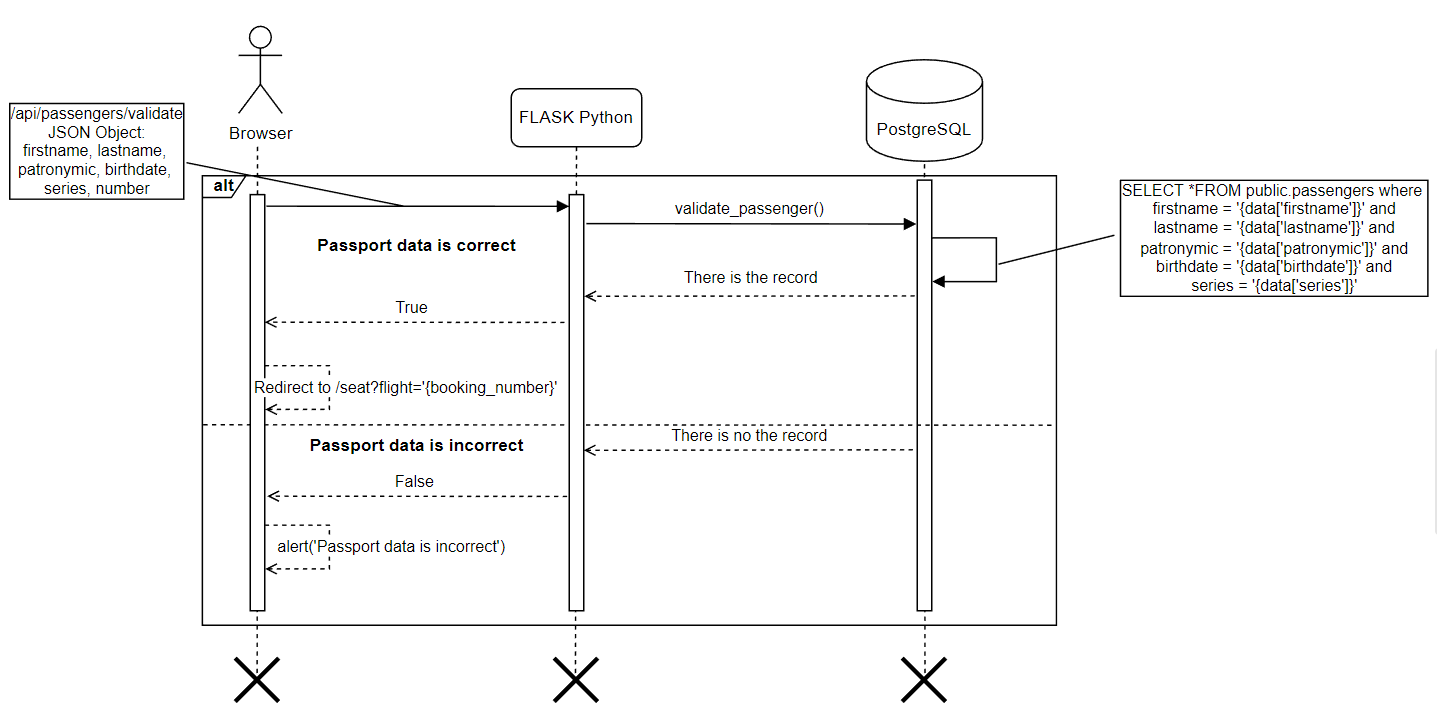 Browser
FLASK Python
PostgreSQL
/api/passengers/validate
JSON Object:
firstname, lastname,
patronymic, birthdate,
series, number
alt
validate_passenger()
SELECT *FROM public.passengers where
firstname = '{data['firstname']}' and
lastname = '{data['lastname']}' and
patronymic = '{data['patronymic']}' and
birthdate = '{data['birthdate']}' and
series = '{data['series']}'
Passport data is correct
There is the record
True
Redirect to /seat?flight='{booking_number}'
Passport data is incorrect
There is no the record
False
alert('Passport data is incorrect')